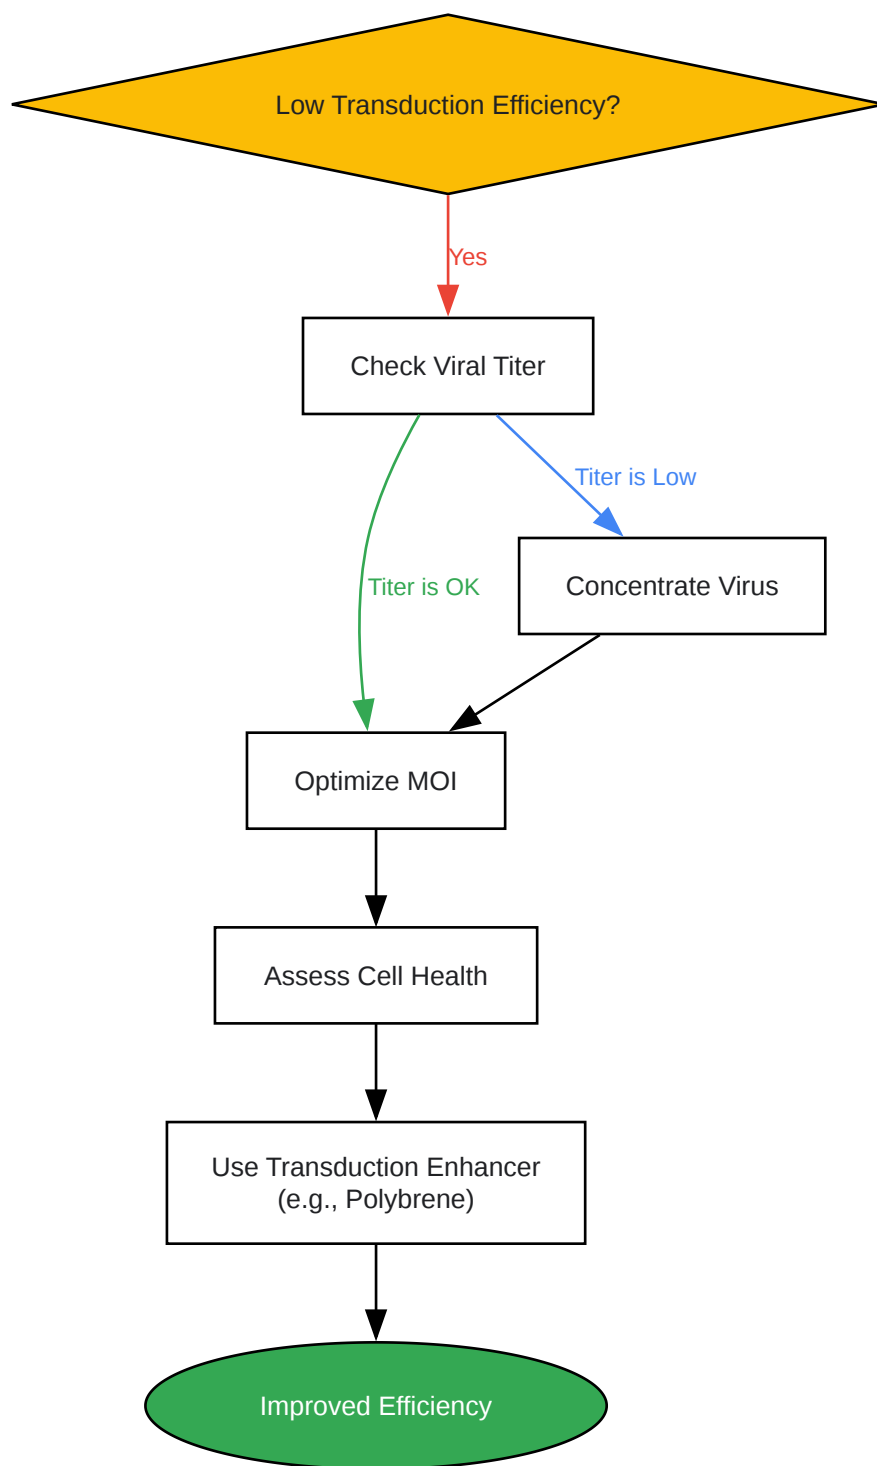 Low Transduction Efficiency?
Yes
Check Viral Titer
Titer is Low
Titer is OK
Concentrate Virus
Optimize MOI
Assess Cell Health
Use Transduction Enhancer
(e.g., Polybrene)
Improved Efficiency